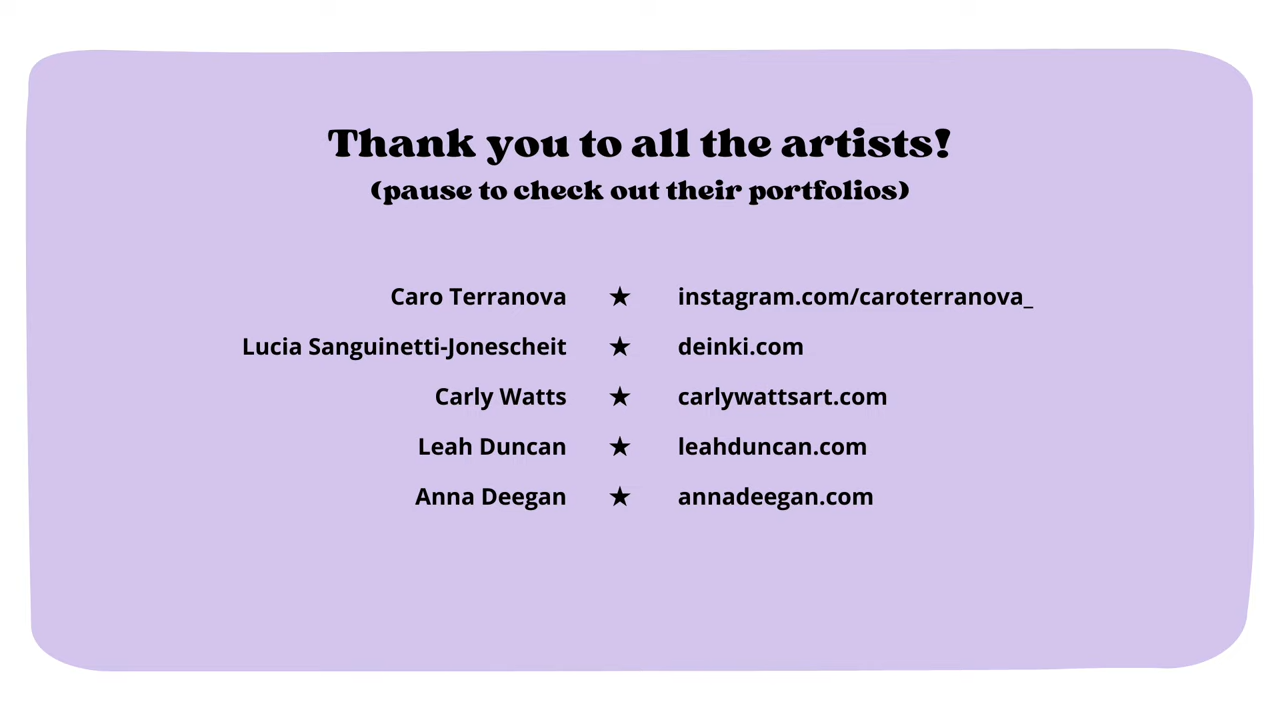 Thank you to all the artists!
(pause to check out their portfolios)
Caro Terranova ★ instagram.com/caroterranova_
Lucia Sanguinetti-Jonescheit ★ deinki.com
Carly Watts ★ carlywattsart.com
Leah Duncan ★ leahduncan.com
Anna Deegan ★ annadeegan.com